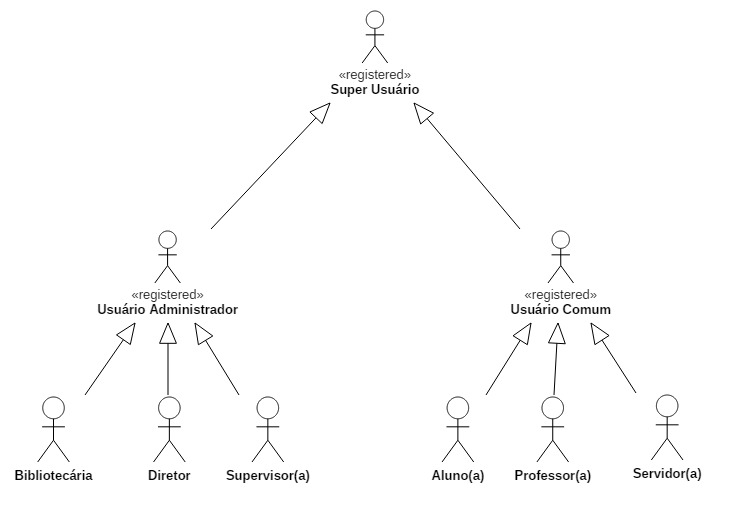 «registered»
Super Usuário
«registered»
Usuário Administrador
«registered»
Usuário Comum
Bibliotecária
Diretor
Supervisor(a)
Aluno(a)
Professor(a)
Servidor(a)